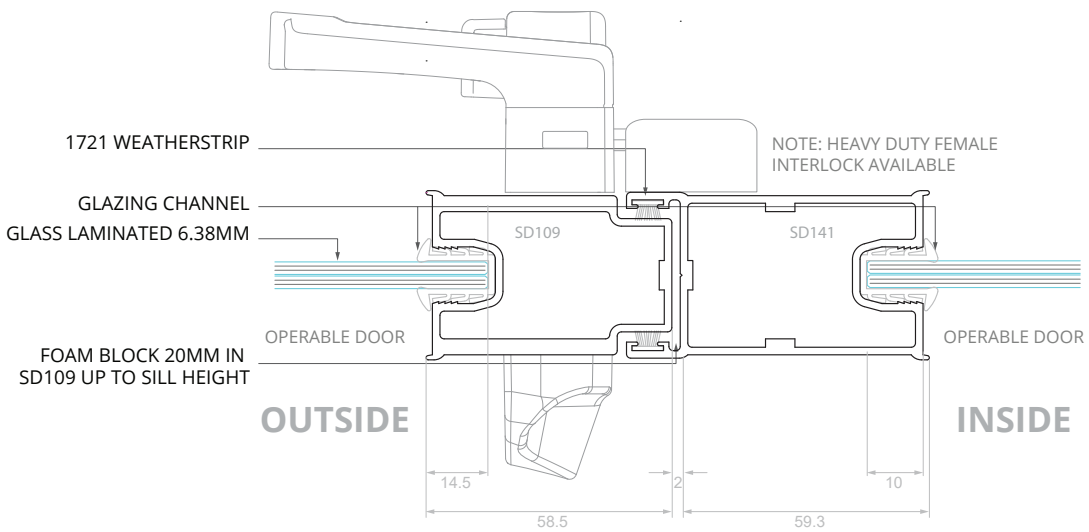 1721 WEATHERSTRIP
NOTE: HEAVY DUTY FEMALE
INTERLOCK AVAILABLE
GLAZING CHANNEL
GLASS LAMINATED 6.38MM
SD109
SD141
OPERABLE DOOR
OPERABLE DOOR
FOAM BLOCK 20MM IN
SD109 UP TO SILL HEIGHT
OUTSIDE
INSIDE
14.5
2
10
58.5
59.3